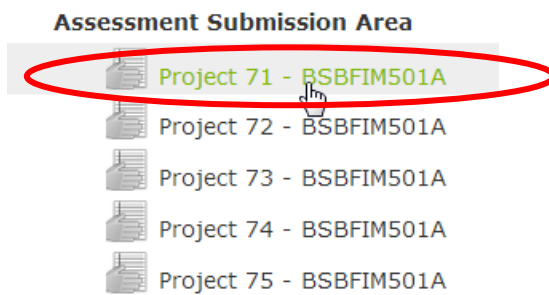 Assessment Submission Area
Project 71 - BSBFIM501A
Project 72 - BSBFIM501A
Project 73 - BSBFIM501A
Project 74 - BSBFIM501A
Project 75 - BSBFIM501A